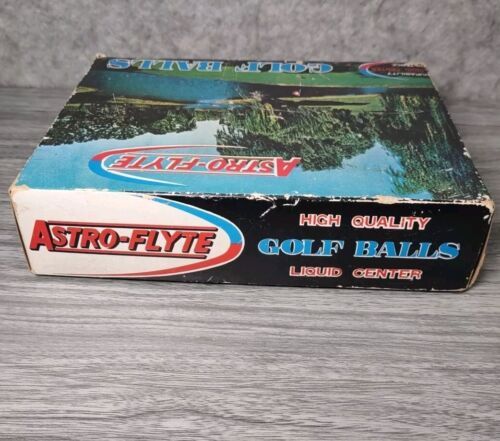 GOLF BALLS
ASTRO-FLYTE
ASTRO-FLYTE
HIGH QUALITY
GOLF BALLS
LIQUID CENTER